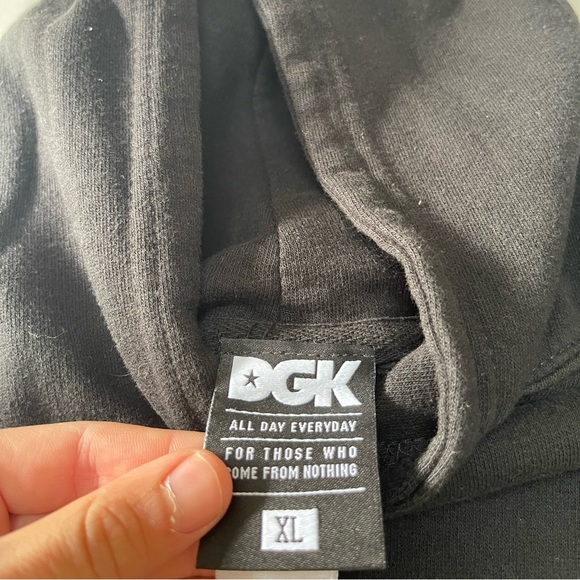 DGK
ALL DAY EVERYDAY
FOR THOSE WHO
COME FROM NOTHING
XL